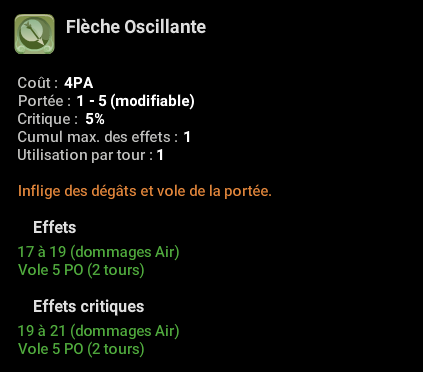 Flèche Oscillante
Coût : 4PA
Portée : 1 - 5 (modifiable)
Critique : 5%
Cumul max. des effets : 1
Utilisation par tour : 1
Inflige des dégâts et vole de la portée.
Effets
17 à 19 (dommages Air)
Vole 5 PO (2 tours)
Effets critiques
19 à 21 (dommages Air)
Vole 5 PO (2 tours)